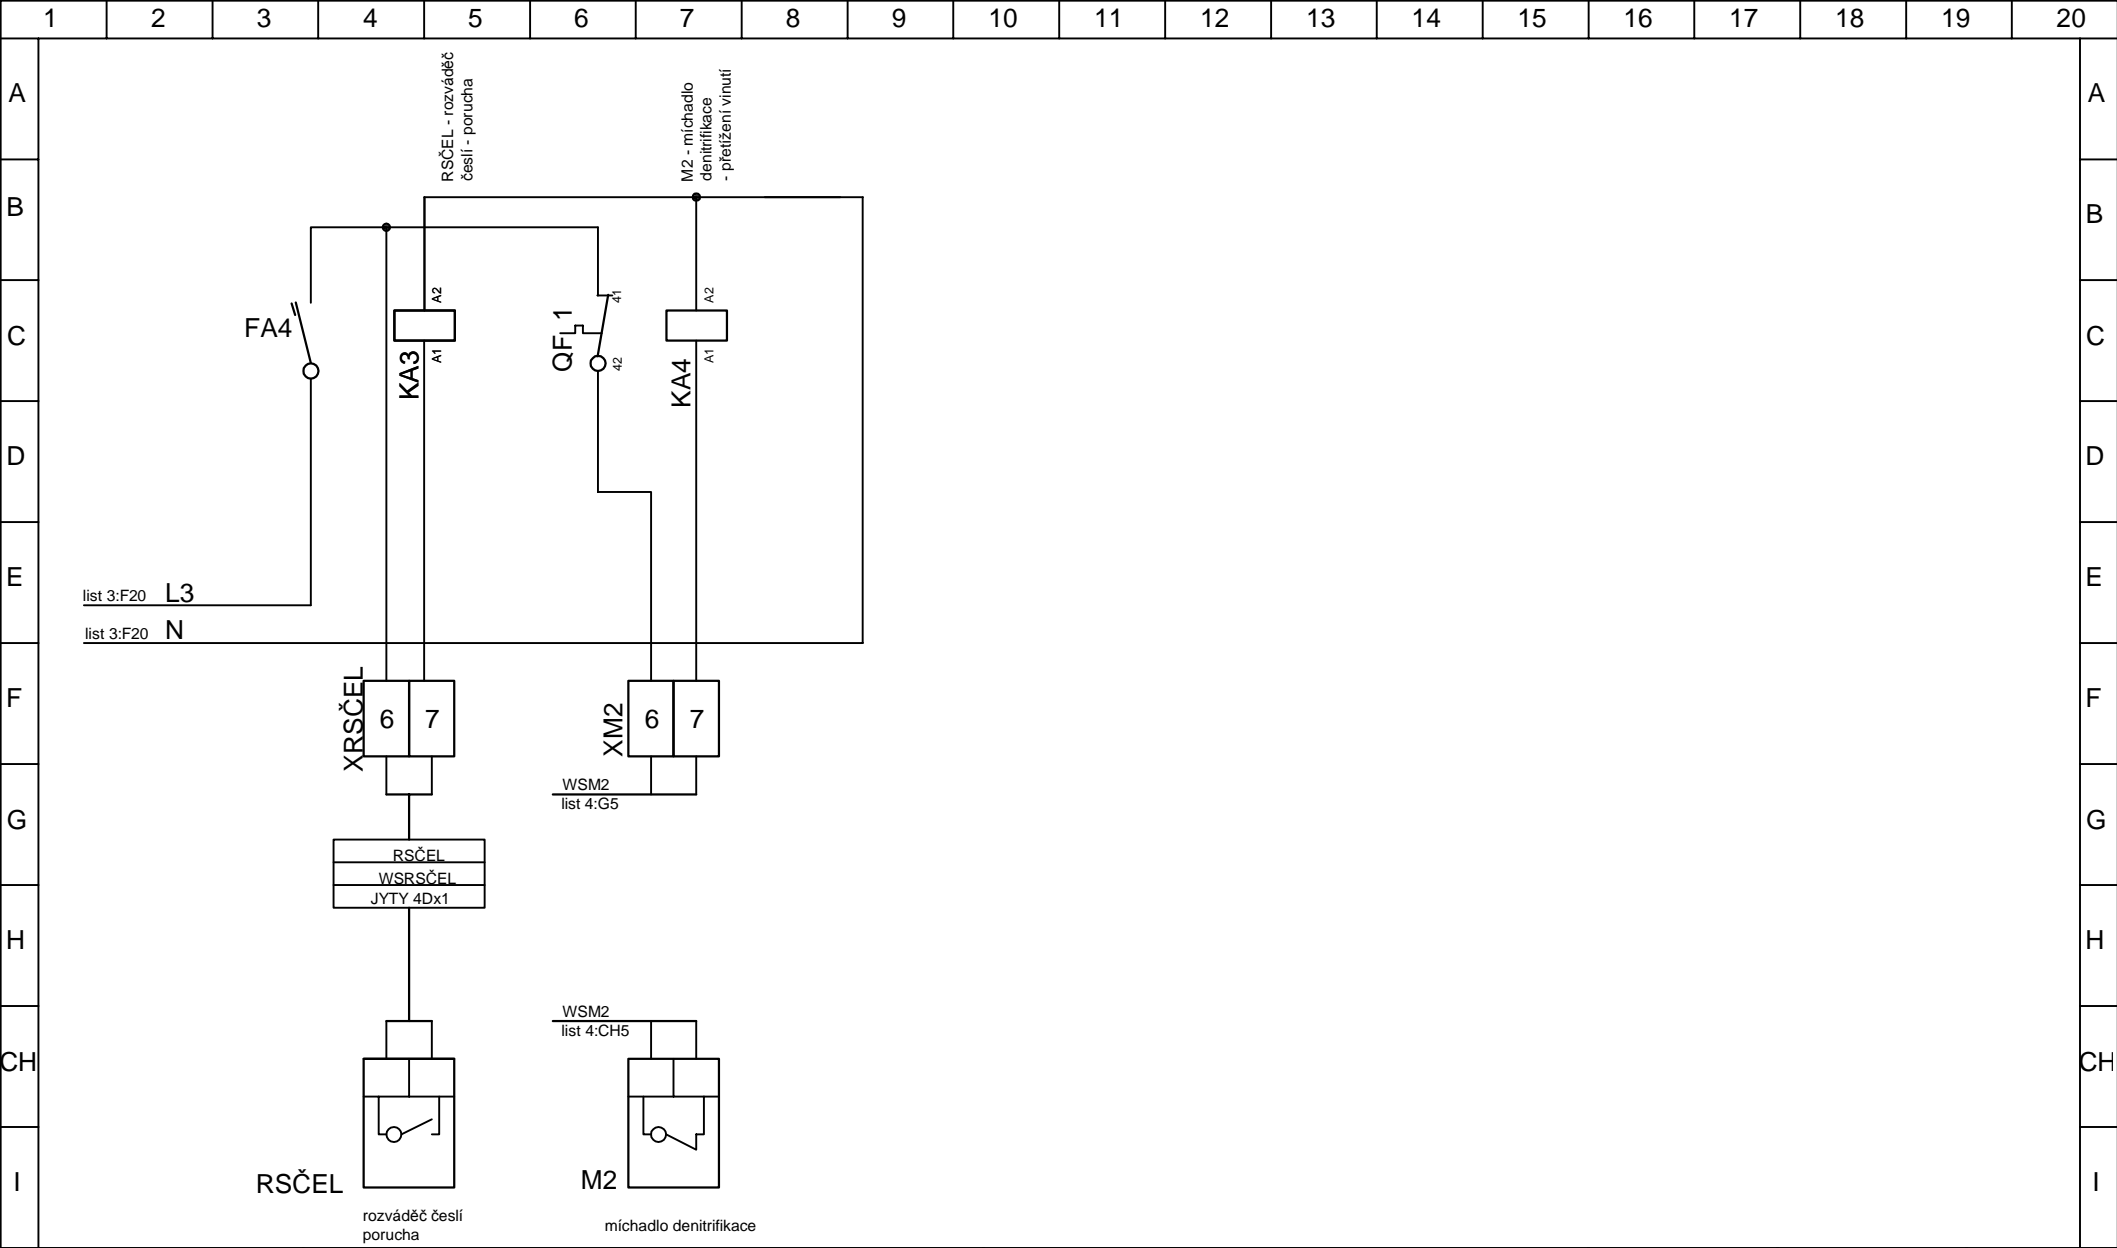 1 2 3 4 5 6 7 8 9 10 11 12 13 14 15 16 17 18 19 20
A A
RSČEL - rozváděč
česlí - porucha
M2 - míchadlo
denitrifikace
- přetížení vinutí
B B
C C
FA4
A2
KA3
A1
QF 1
41
42
A2
KA4
A1
D D
E E
list 3:F20 L3
list 3:F20 N
F F
XRSČEL
6 7
XM2
6 7
WSM2
list 4:G5
G G
RSČEL
WSRSČEL
JYTY 4Dx1
H H
WSM2
list 4:CH5
CH CH
I I
RSČEL
M2
rozváděč česlí
porucha
míchadlo denitrifikace